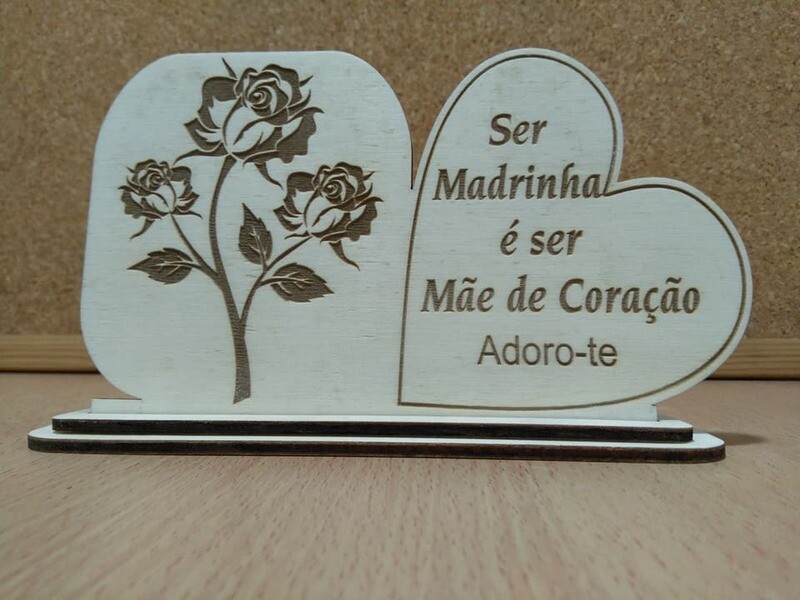 Ser
Madrinha
é ser
Mãe de Coração
Adoro-te